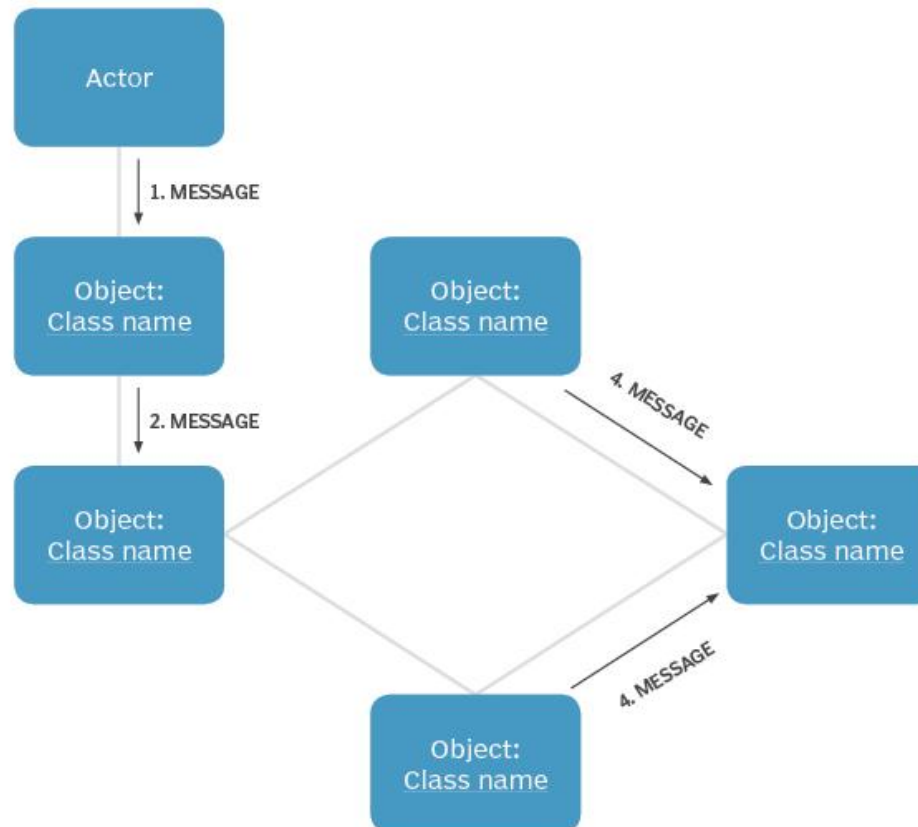 Actor
1. MESSAGE
Object:
Class name
Object:
Class name
4. MESSAGE
2. MESSAGE
Object:
Class name
Object:
Class name
4. MESSAGE
Object:
Class name